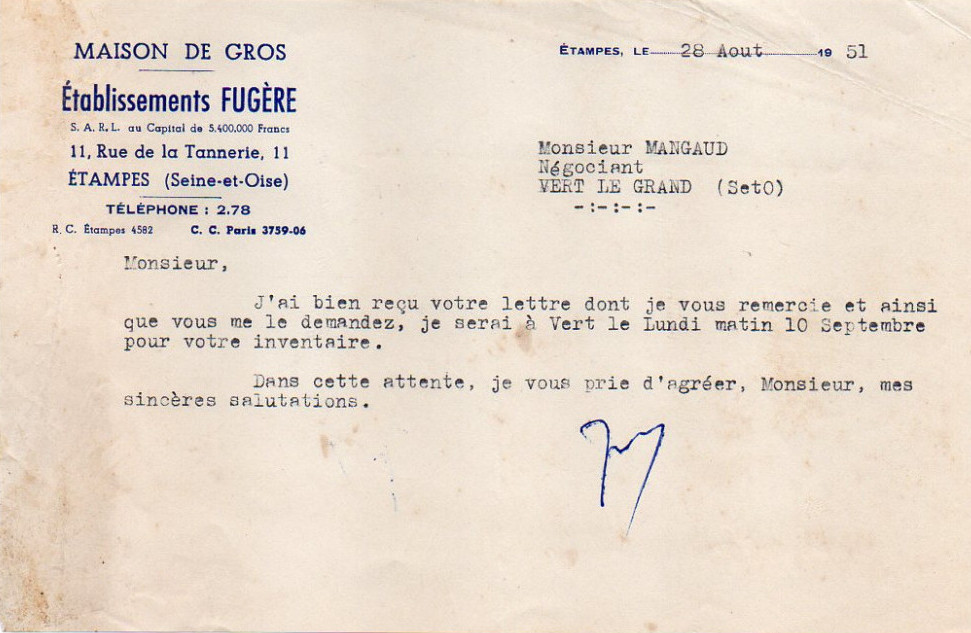 MAISON DE GROS
Établissements FUGÈRE
S. A. R. L. au Capital de 5.400.000 Francs
11, Rue de la Tannerie, 11
ÉTAMPES (Seine-et-Oise)
TÉLÉPHONE : 2.78
R. C. Étampes 4582 C. C. Paris 3759-06
ÉTAMPES, LE 28 Aout 19 51
Monsieur MANGAUD
Négociant
VERT LE GRAND (SetO)
-:-:-:-
Monsieur,
J'ai bien reçu votre lettre dont je vous remercie et ainsi
que vous me le demandez, je serai à Vert le Lundi matin 10 Septembre
pour votre inventaire.
Dans cette attente, je vous prie d'agréer, Monsieur, mes
sincères salutations.